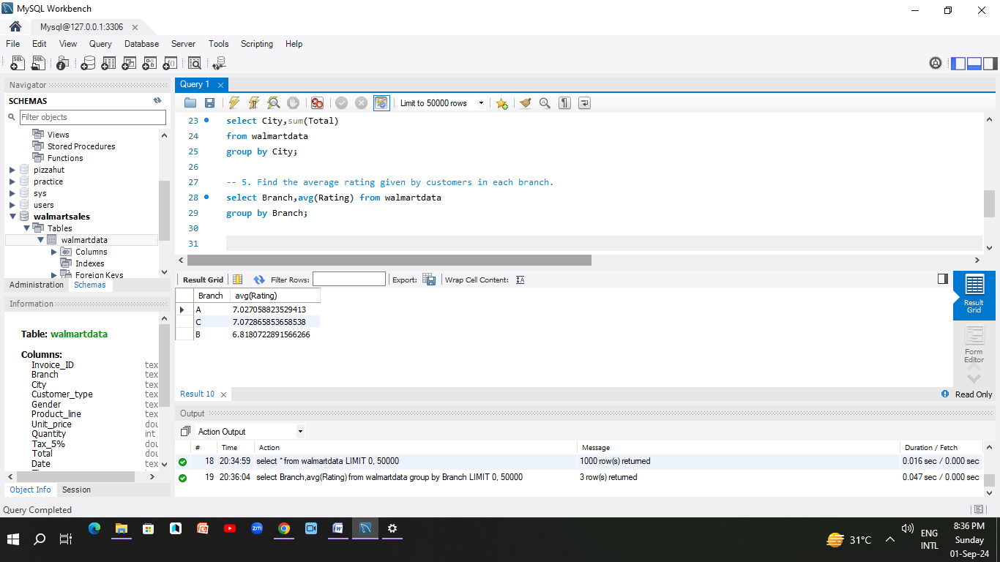 MySQL Workbench
Mysql@127.0.0.1:3306
File Edit View Query Database Server Tools Scripting Help
Navigator
SCHEMAS
Filter objects
Views
Stored Procedures
Functions
pizzahut
practice
sys
users
walmartsales
Tables
walmartdata
Columns
Indexes
Foreign Keys
Administration Schemas
Information
Table: walmartdata
Columns:
Invoice_ID tex
Branch tex
City tex
Customer_type tex
Gender tex
Product_line tex
Unit_price dou
Quantity int
Tax_5% dou
Total dou
Date tex
Object Info Session
Query Completed
Query 1
Limit to 50000 rows
23 select City,sum(Total)
24 from walmartdata
25 group by City;
26
27 -- 5. Find the average rating given by customers in each branch.
28 select Branch,avg(Rating) from walmartdata
29 group by Branch;
30
31
Result Grid Filter Rows: Export: Wrap Cell Content:
Branch avg(Rating)
A 7.027058823529413
C 7.072865853658538
B 6.8180722891566266
Result Grid
Form Editor
Result 10
Read Only
Output
Action Output
# Time Action Message Duration / Fetch
18 20:34:59 select * from walmartdata LIMIT 0, 50000 1000 row(s) returned 0.016 sec / 0.000 sec
19 20:36:04 select Branch,avg(Rating) from walmartdata group by Branch LIMIT 0, 50000 3 row(s) returned 0.047 sec / 0.000 sec
31°C
ENG
INTL
8:36 PM
Sunday
01-Sep-24